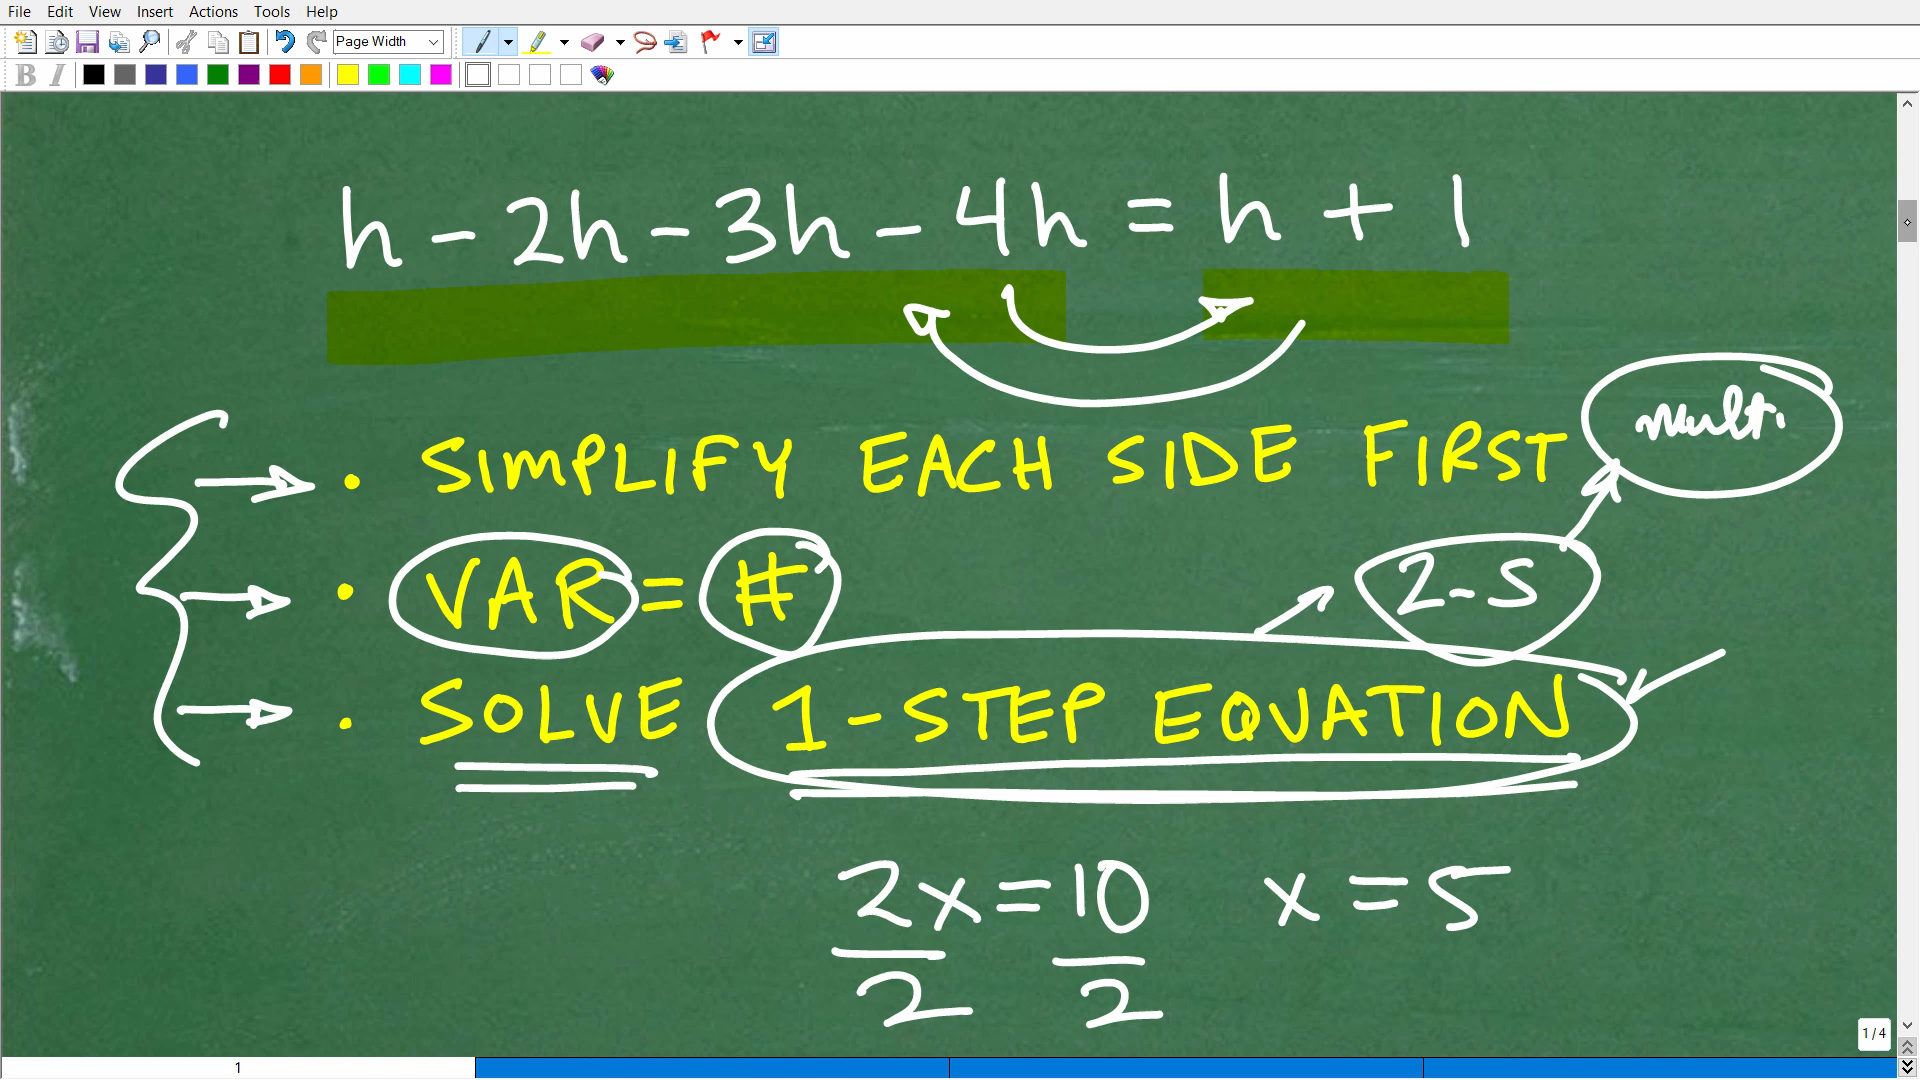 File Edit View Insert Actions Tools Help
Page Width
B I
h - 2h - 3h - 4h = h + 1
multi.
• SIMPLIFY EACH SIDE FIRST
• VAR = #
2-S
• SOLVE 1-STEP EQUATION
2x = 10 x = 5
2 2
1 / 4
1